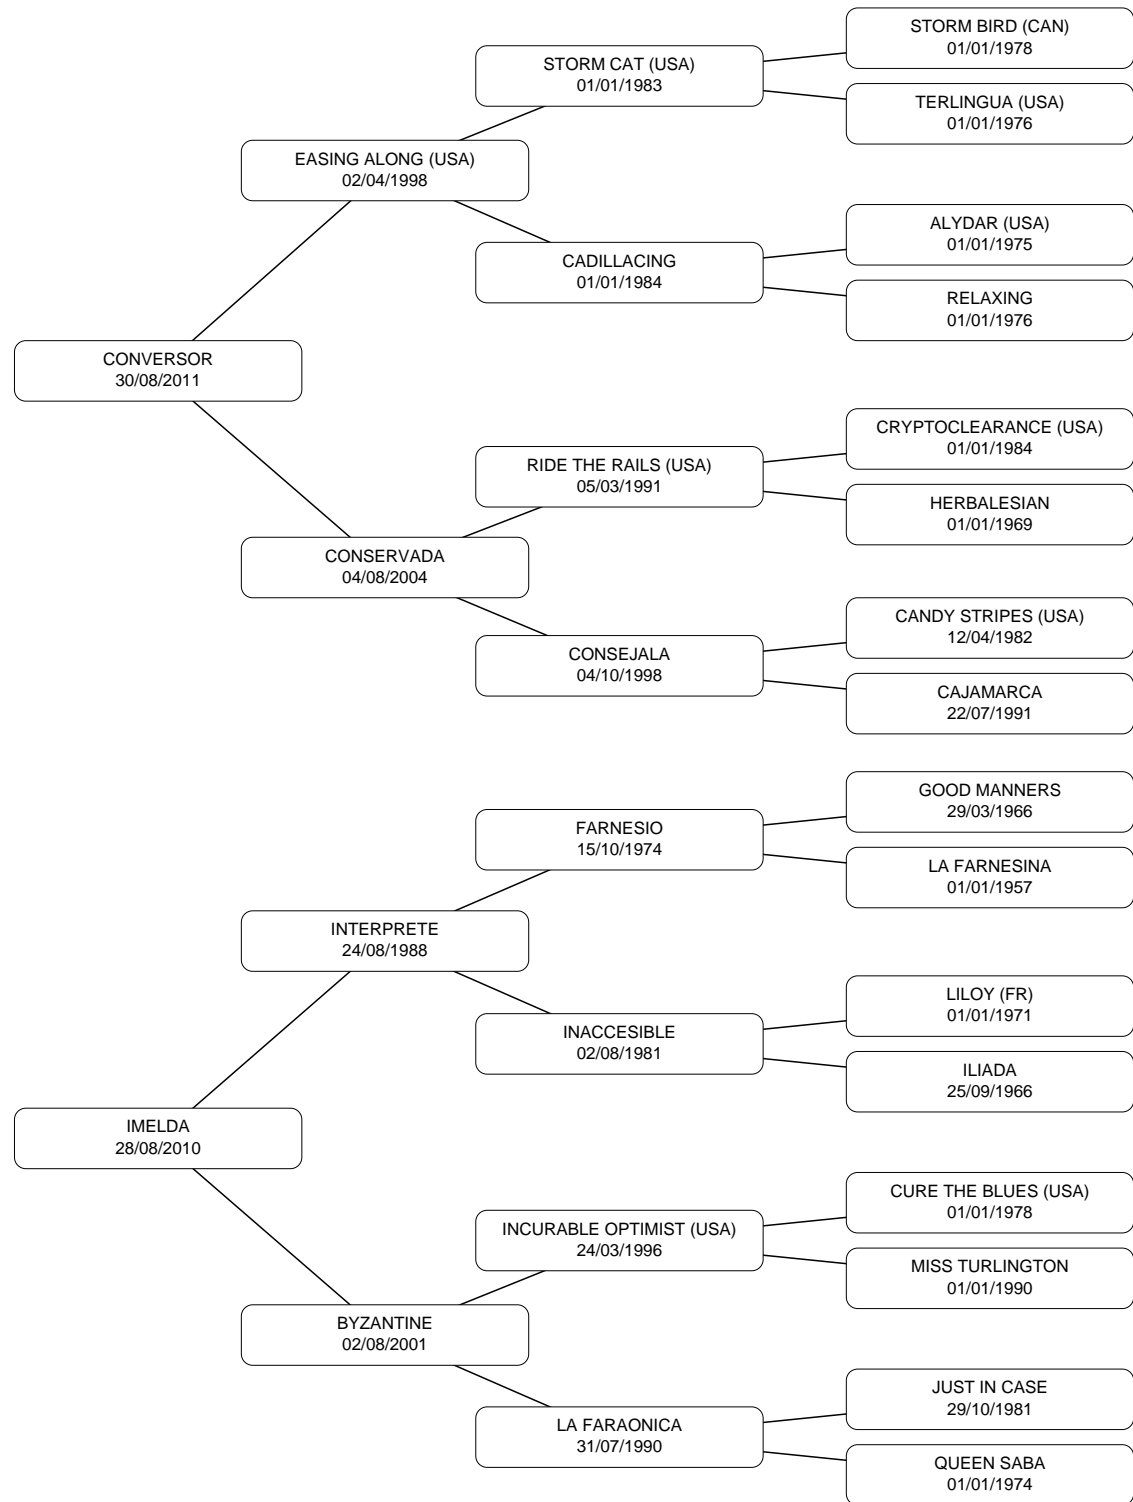 STORM BIRD (CAN)
01/01/1978
STORM CAT (USA)
01/01/1983
TERLINGUA (USA)
01/01/1976
EASING ALONG (USA)
02/04/1998
ALYDAR (USA)
01/01/1975
CADILLACING
01/01/1984
RELAXING
01/01/1976
CONVERSOR
30/08/2011
CRYPTOCLEARANCE (USA)
01/01/1984
RIDE THE RAILS (USA)
05/03/1991
HERBALESIAN
01/01/1969
CONSERVADA
04/08/2004
CANDY STRIPES (USA)
12/04/1982
CONSEJALA
04/10/1998
CAJAMARCA
22/07/1991
GOOD MANNERS
29/03/1966
FARNESIO
15/10/1974
LA FARNESINA
01/01/1957
INTERPRETE
24/08/1988
LILOY (FR)
01/01/1971
INACCESIBLE
02/08/1981
ILIADA
25/09/1966
IMELDA
28/08/2010
CURE THE BLUES (USA)
01/01/1978
INCURABLE OPTIMIST (USA)
24/03/1996
MISS TURLINGTON
01/01/1990
BYZANTINE
02/08/2001
JUST IN CASE
29/10/1981
LA FARAONICA
31/07/1990
QUEEN SABA
01/01/1974